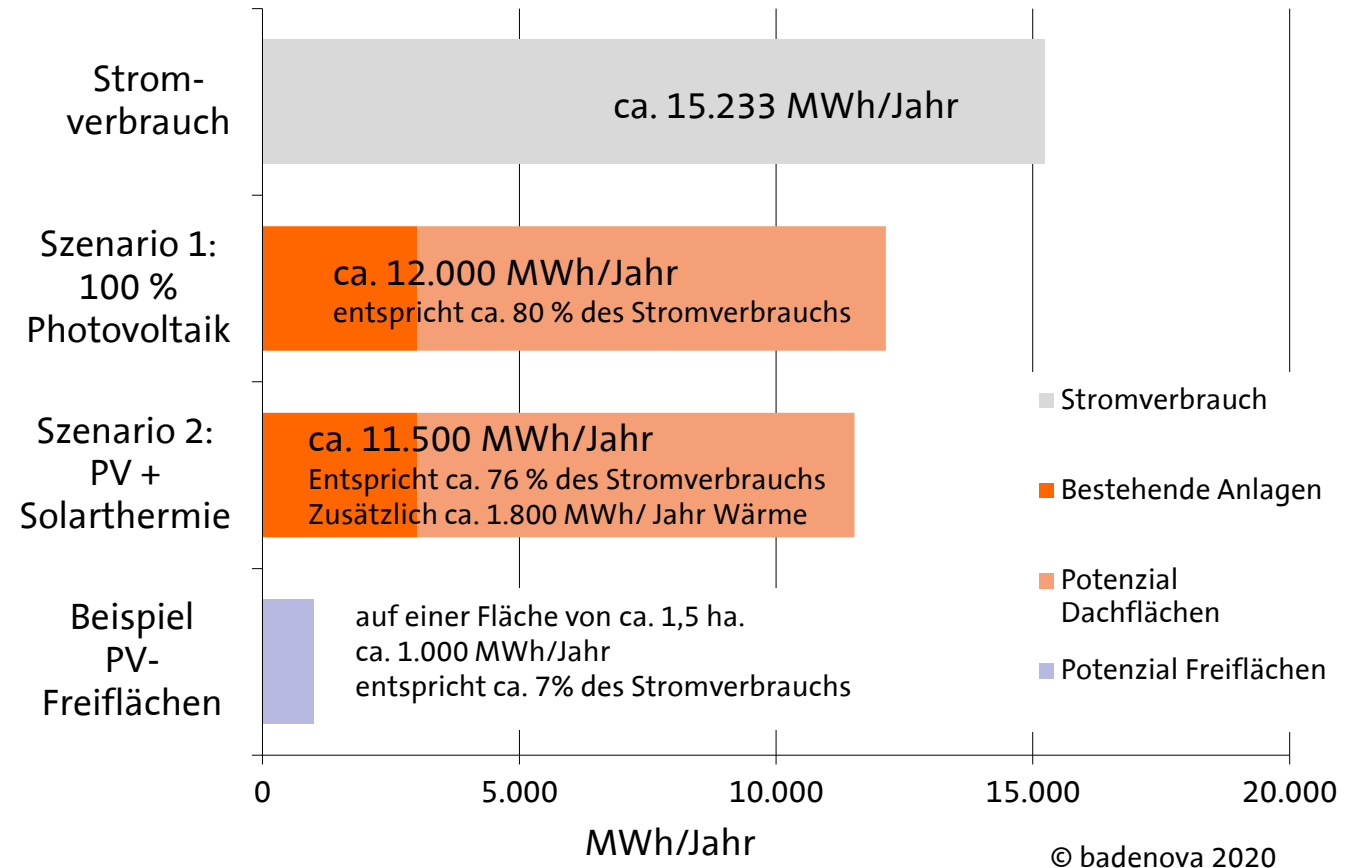 Strom-
verbrauch
ca. 15.233 MWh/Jahr
Szenario 1:
100 %
Photovoltaik
ca. 12.000 MWh/Jahr
entspricht ca. 80 % des Stromverbrauchs
Szenario 2:
PV +
Solarthermie
ca. 11.500 MWh/Jahr
Entspricht ca. 76 % des Stromverbrauchs
Zusätzlich ca. 1.800 MWh/ Jahr Wärme
Beispiel
PV-
Freiflächen
auf einer Fläche von ca. 1,5 ha.
ca. 1.000 MWh/Jahr
entspricht ca. 7% des Stromverbrauchs
Stromverbrauch
Bestehende Anlagen
Potenzial
Dachflächen
Potenzial Freiflächen
0 5.000 10.000 15.000 20.000
MWh/Jahr
© badenova 2020